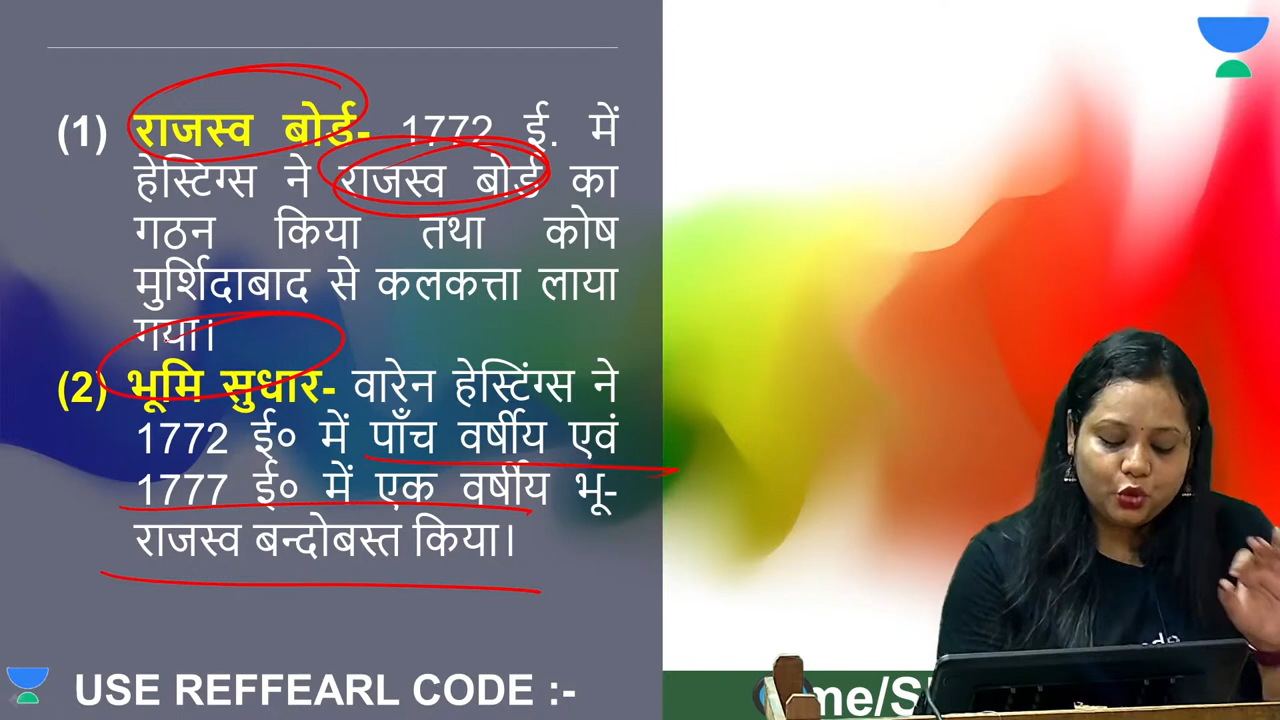 (1) राजस्व बोर्ड- 1772 ई. में
हेस्टिग्स ने राजस्व बोर्ड का
गठन किया तथा कोष
मुर्शिदाबाद से कलकत्ता लाया
गया।
(2) भूमि सुधार- वारेन हेस्टिंग्स ने
1772 ई० में पाँच वर्षीय एवं
1777 ई० में एक वर्षीय भू-
राजस्व बन्दोबस्त किया।
USE REFFEARL CODE :-